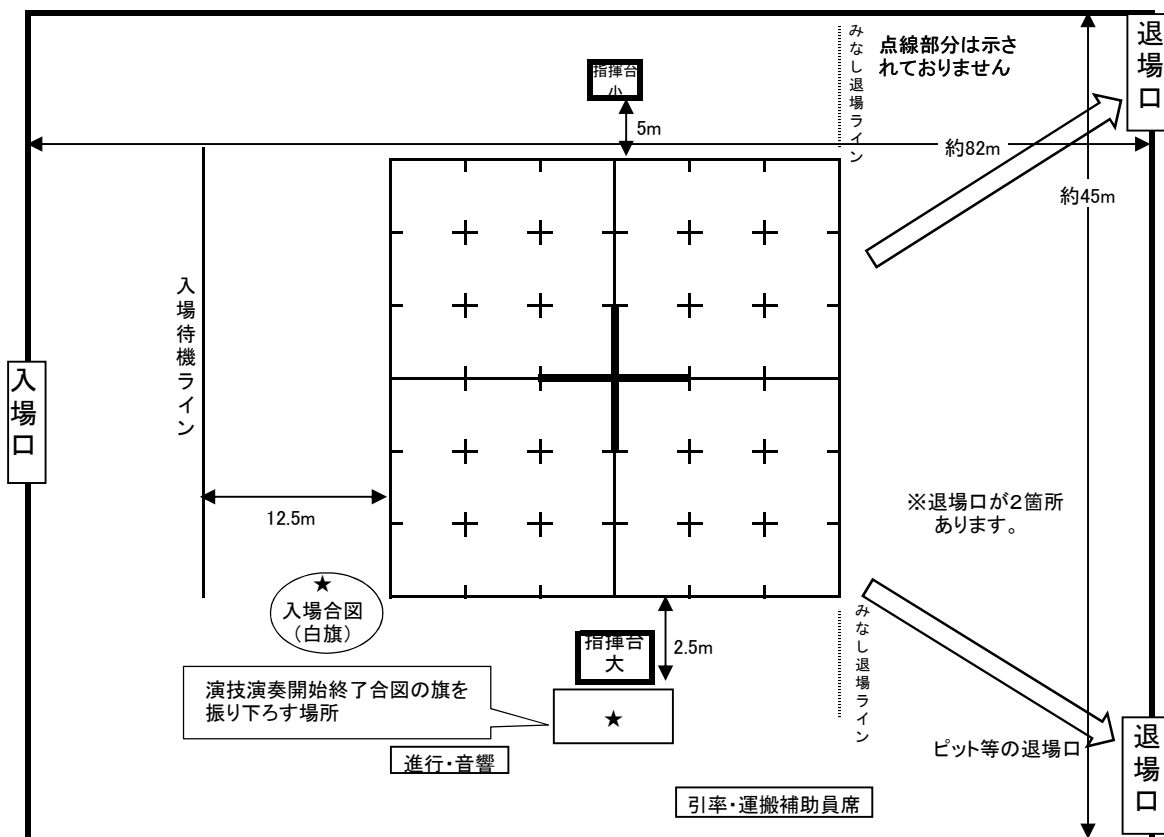 退場口
みなし退場ライン
点線部分は示さ
れておりません
指揮台
小
5m
約82m
約45m
入場待機ライン
入場口
12.5m
※退場口が2箇所
あります。
★
入場合図
(白旗)
指揮台
大
2.5m
みなし退場ライン
演技演奏開始終了合図の旗を
振り下ろす場所
★
進行・音響
ピット等の退場口
退場口
引率・運搬補助員席